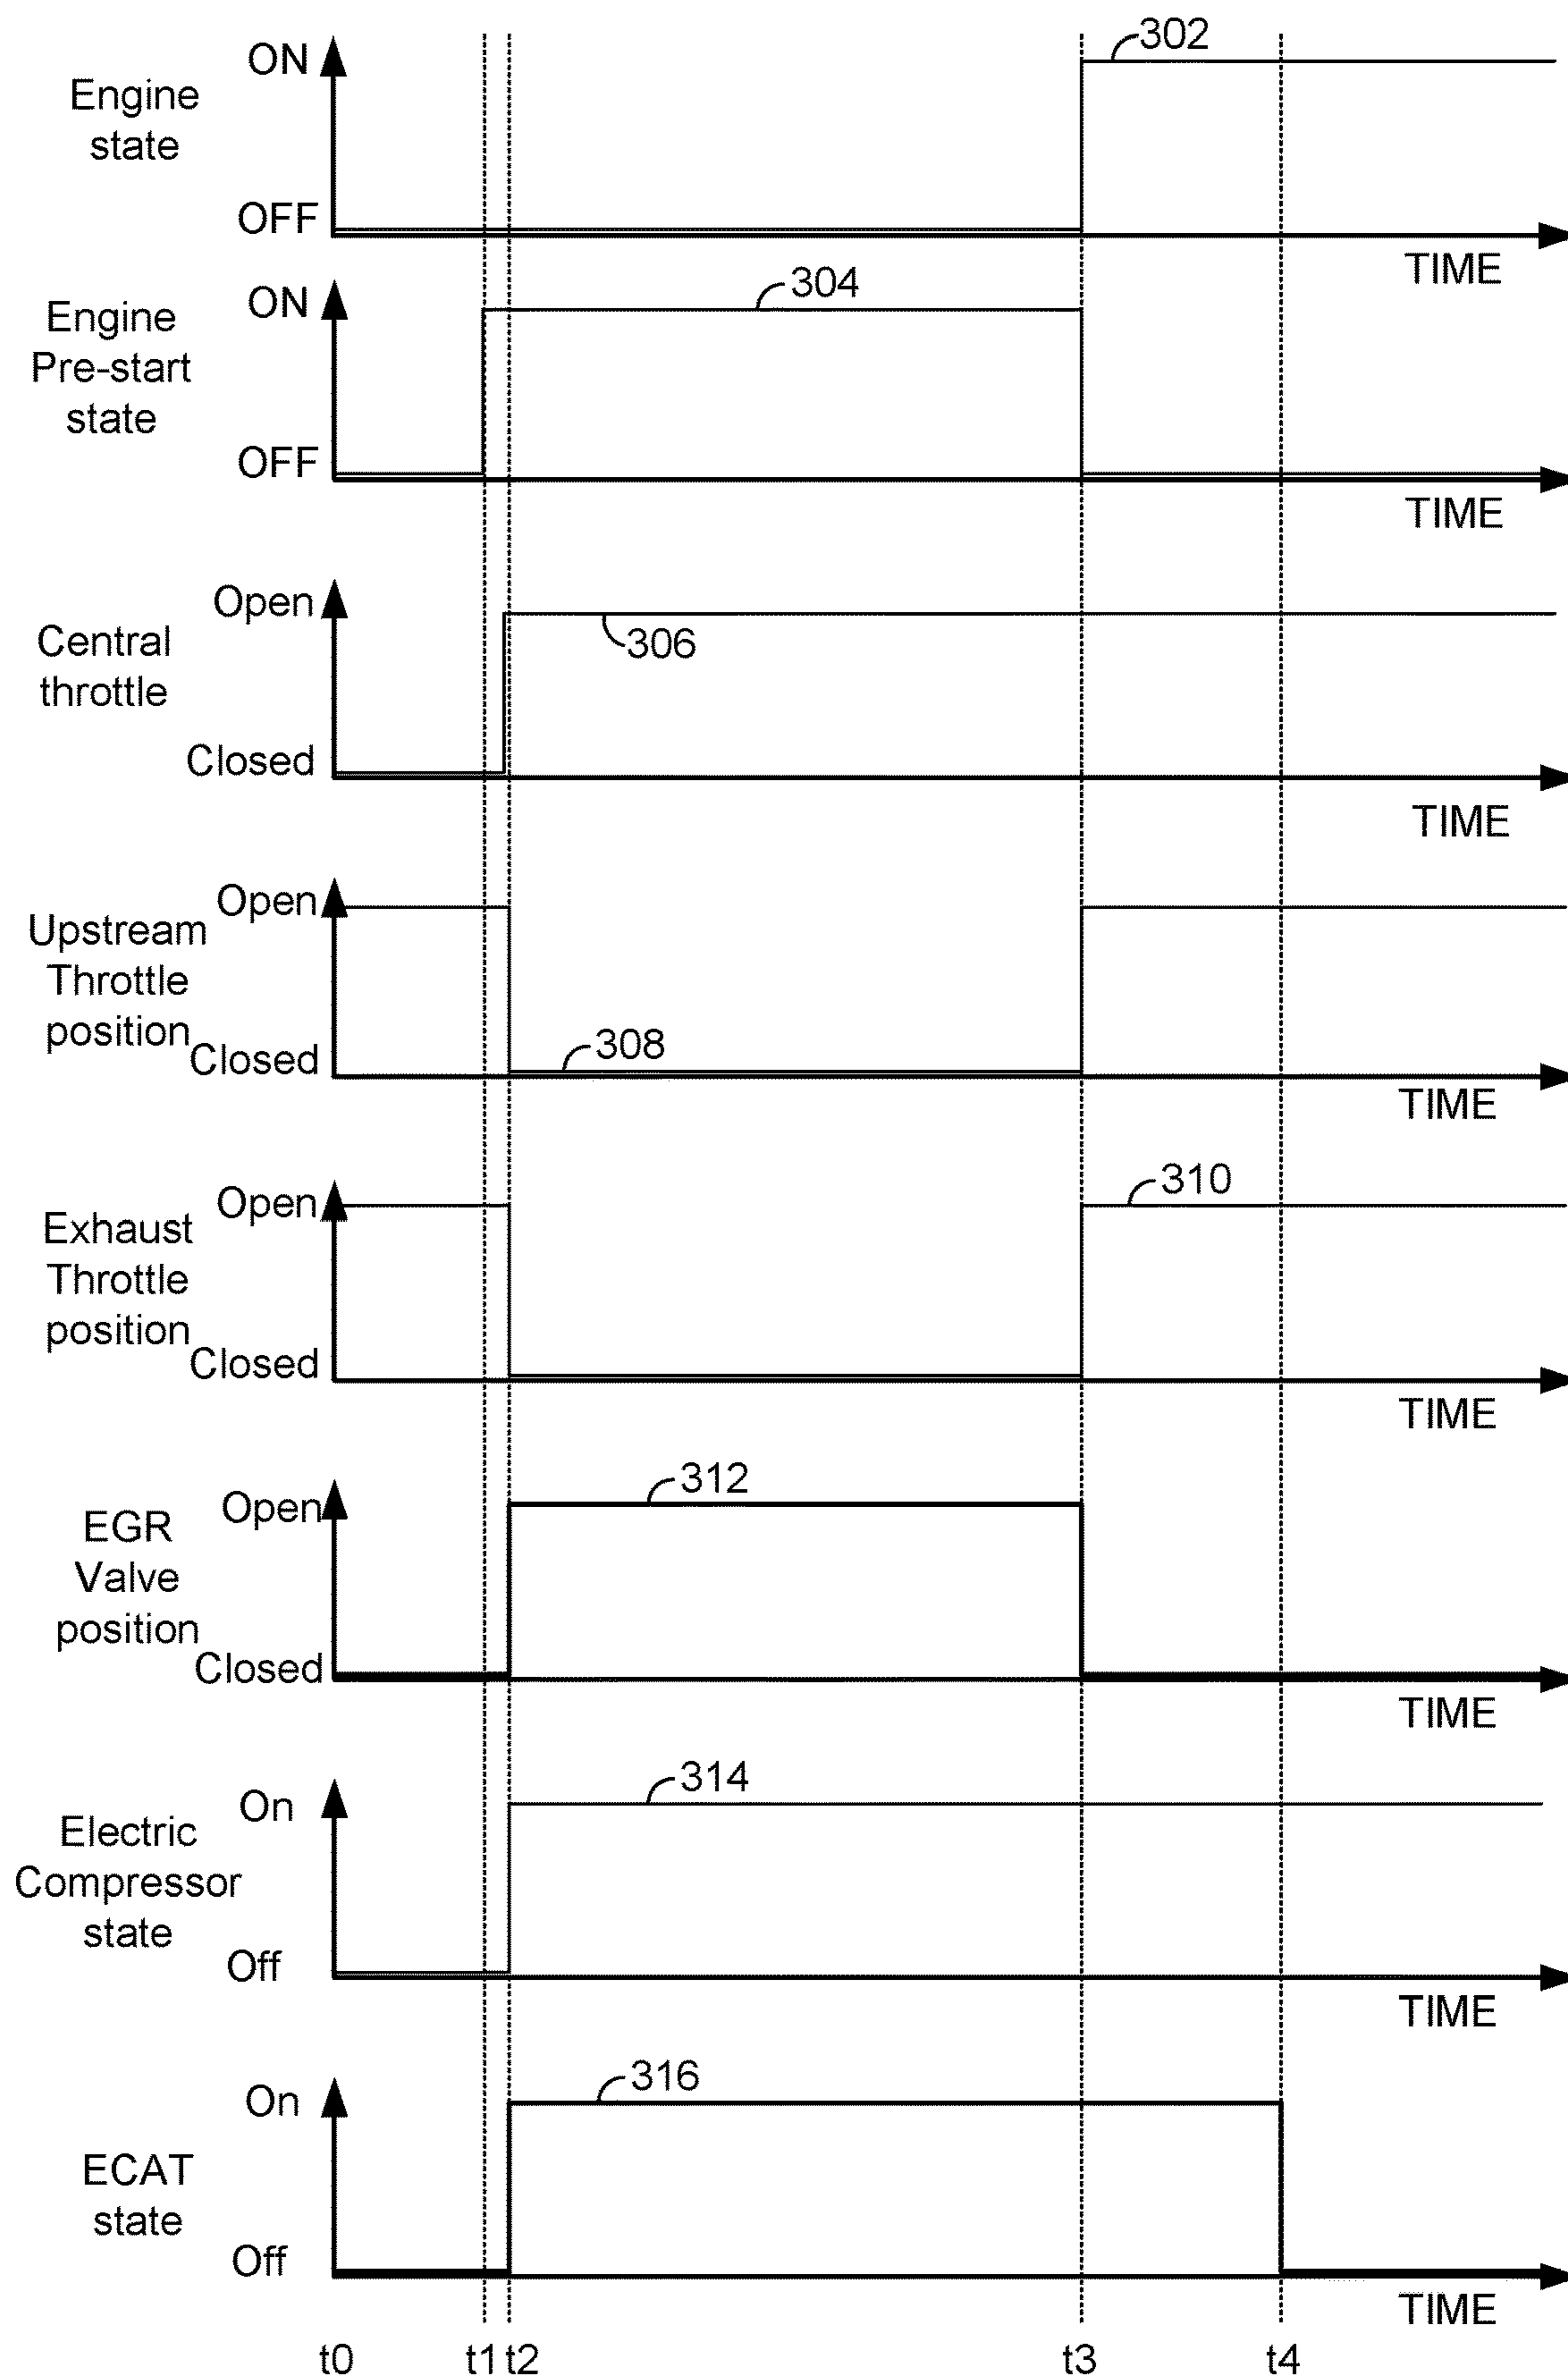 302
ON
Engine
state
OFF
TIME
304
ON
Engine
Pre-start
state
OFF
TIME
Open
306
Central
throttle
Closed
TIME
Open
Upstream
Throttle
position
308
Closed
TIME
310
Open
Exhaust
Throttle
position
Closed
TIME
312
Open
EGR
Valve
position
Closed
TIME
314
On
Electric
Compressor
state
Off
TIME
316
On
ECAT
state
Off
TIME
t0 t1 t2 t3 t4